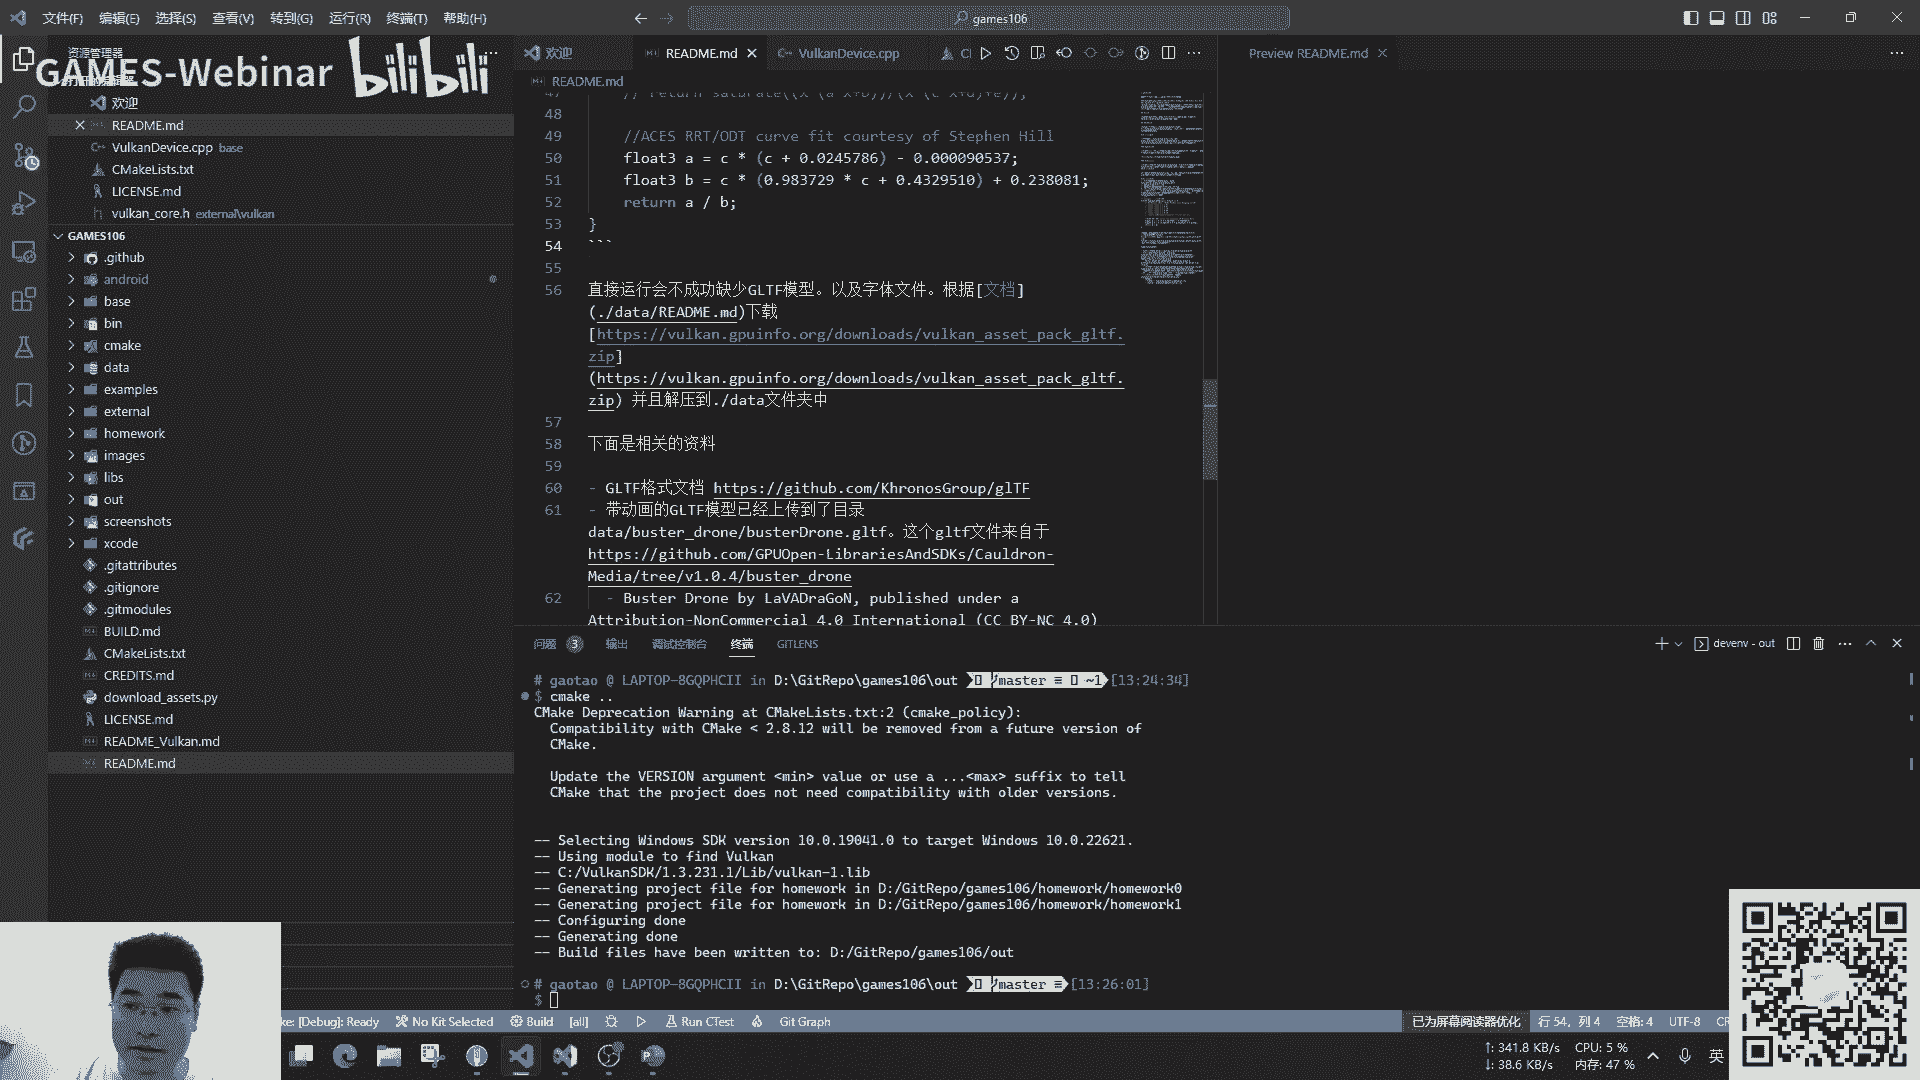 文件(F) 编辑(E) 选择(S) 查看(V) 转到(G) 运行(R) 终端(T) 帮助(H)
games106
资源管理器
GAMES-Webinar bilibili
欢迎
README.md
VulkanDevice.cpp base
CMakeLists.txt
LICENSE.md
vulkan_core.h external\vulkan
GAMES106
.github
android
base
bin
cmake
data
examples
external
homework
images
libs
out
screenshots
xcode
.gitattributes
.gitignore
.gitmodules
BUILD.md
CMakeLists.txt
CREDITS.md
download_assets.py
LICENSE.md
README_Vulkan.md
README.md
欢迎 README.md VulkanDevice.cpp
Preview README.md
README.md
48
49 //ACES RRT/ODT curve fit courtesy of Stephen Hill
50 float3 a = c * (c + 0.0245786) - 0.000090537;
51 float3 b = c * (0.983729 * c + 0.4329510) + 0.238081;
52 return a / b;
53 }
54 ```
55
56 直接运行会不成功缺少GLTF模型。以及字体文件。根据[文档]
(./data/README.md)下载
[https://vulkan.gpuinfo.org/downloads/vulkan_asset_pack_gltf.
zip]
(https://vulkan.gpuinfo.org/downloads/vulkan_asset_pack_gltf.
zip) 并且解压到./data文件夹中
57
58 下面是相关的资料
59
60 - GLTF格式文档 https://github.com/KhronosGroup/glTF
61 - 带动画的GLTF模型已经上传到了目录
data/buster_drone/busterDrone.gltf。这个gltf文件来自于
https://github.com/GPUOpen-LibrariesAndSDKs/Cauldron-
Media/tree/v1.0.4/buster_drone
62 - Buster Drone by LaVADraGoN, published under a
Attribution-NonCommercial 4.0 International (CC BY-NC 4.0)
问题 3 输出 调试控制台 终端 GITLENS
devenv - out
# gaotao @ LAPTOP-8GQPHCII in D:\GitRepo\games106\out master ≡ ~1 [13:24:34]
$ cmake ..
CMake Deprecation Warning at CMakeLists.txt:2 (cmake_policy):
Compatibility with CMake < 2.8.12 will be removed from a future version of
CMake.
Update the VERSION argument <min> value or use a ...<max> suffix to tell
CMake that the project does not need compatibility with older versions.
-- Selecting Windows SDK version 10.0.19041.0 to target Windows 10.0.22621.
-- Using module to find Vulkan
-- C:/VulkanSDK/1.3.231.1/Lib/vulkan-1.lib
-- Generating project file for homework in D:/GitRepo/games106/homework/homework0
-- Generating project file for homework in D:/GitRepo/games106/homework/homework1
-- Configuring done
-- Generating done
-- Build files have been written to: D:/GitRepo/games106/out
# gaotao @ LAPTOP-8GQPHCII in D:\GitRepo\games106\out master ≡ [13:26:01]
$
ke: [Debug]: Ready No Kit Selected Build [all] Run CTest Git Graph
已为屏幕阅读器优化 行 54，列 4 空格: 4 UTF-8 CR
↑: 341.8 KB/s CPU: 5 %
↓: 38.6 KB/s 内存: 47 %
英